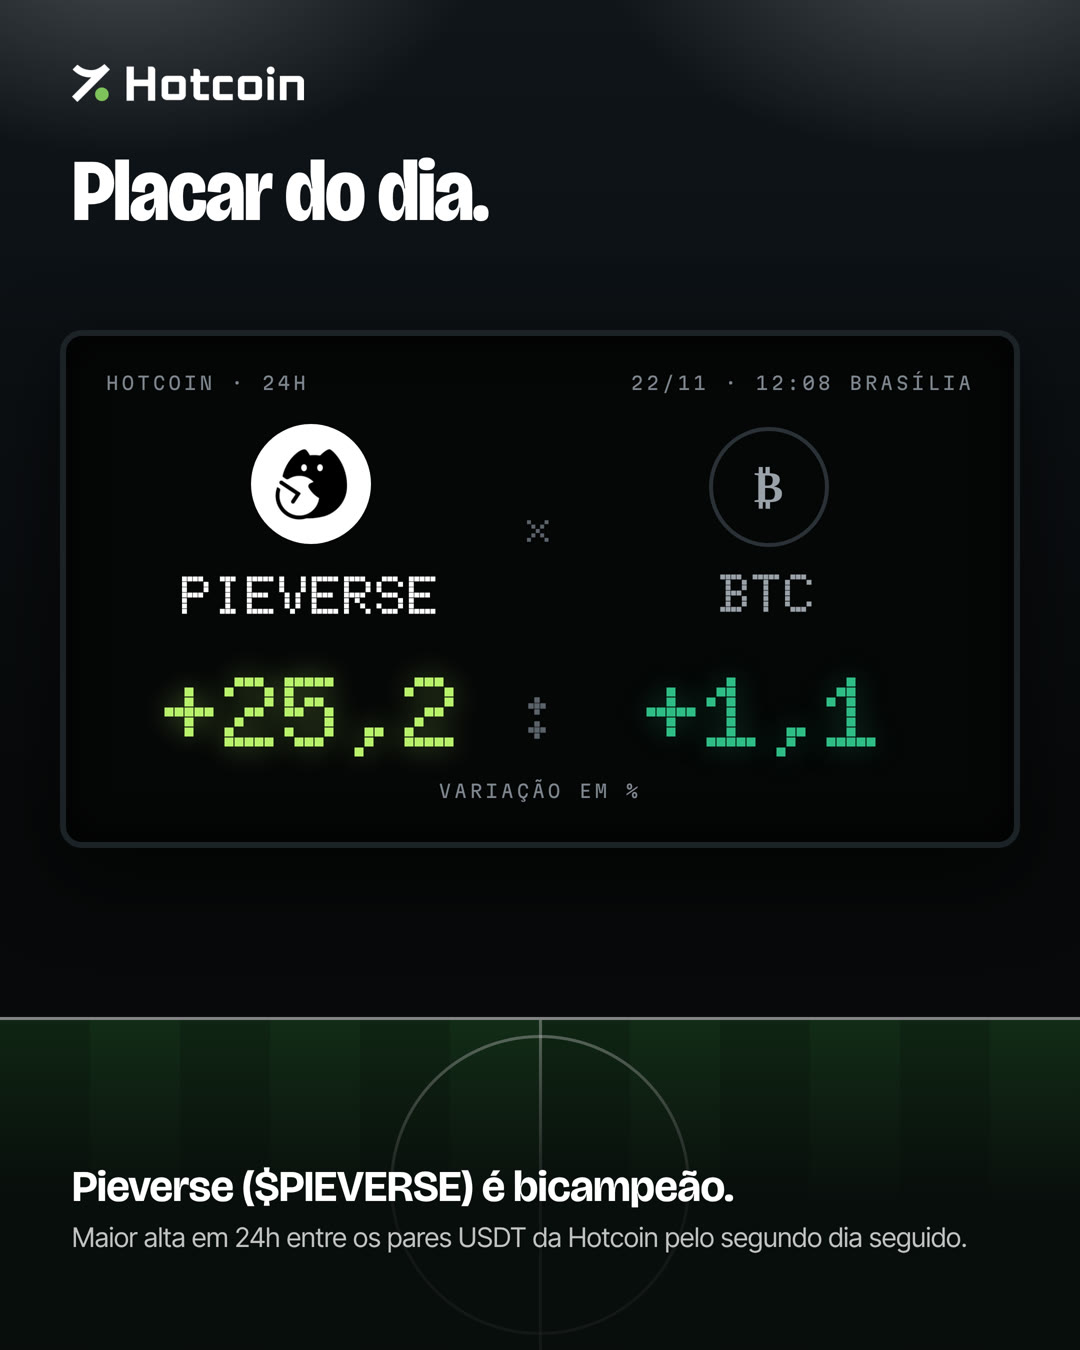 Hotcoin
Placar do dia.
HOTCOIN · 24H
22/11 · 12:08 BRASÍLIA
₿
×
PIEVERSE
BTC
+25,2 : +1,1
VARIAÇÃO EM %
Pieverse ($PIEVERSE) é bicampeão.
Maior alta em 24h entre os pares USDT da Hotcoin pelo segundo dia seguido.